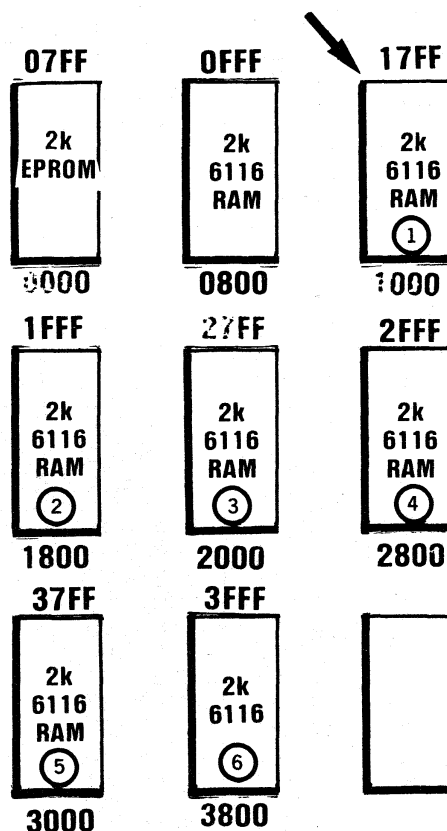 07FF
0FFF
17FF
2k
EPROM
2k
6116
RAM
2k
6116
RAM
1
0000
0800
1000
1FFF
27FF
2FFF
2k
6116
RAM
2
2k
6116
RAM
3
2k
6116
RAM
4
1800
2000
2800
37FF
3FFF
2k
6116
RAM
5
2k
6116
6
3000
3800